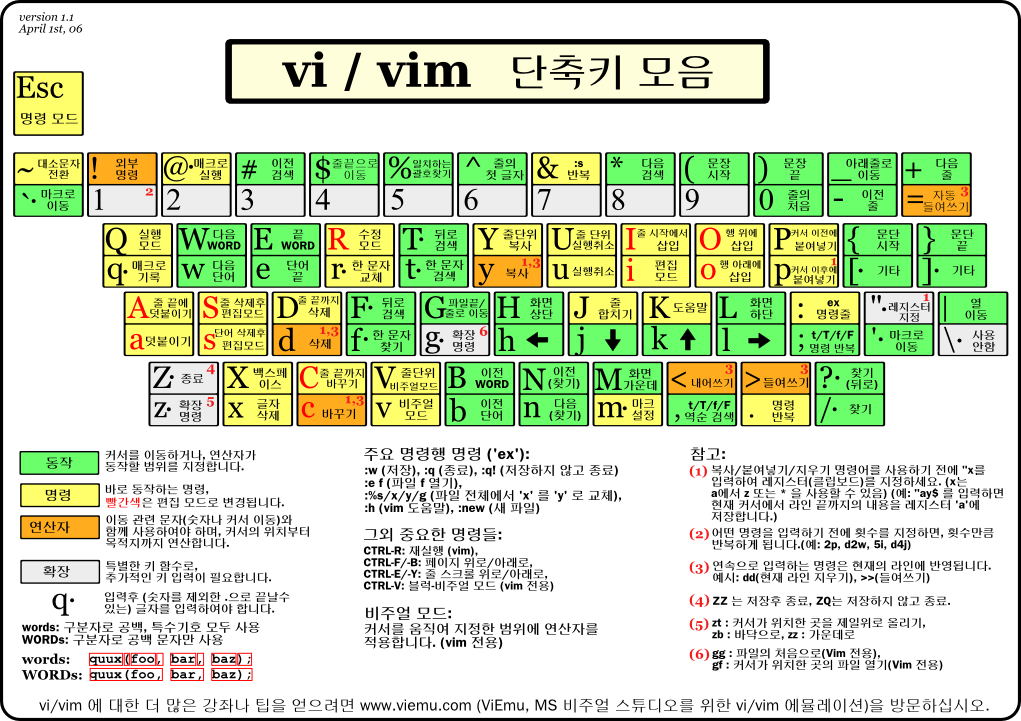 version 1.1
April 1st, 06
vi / vim 단축키 모음
Esc
명령 모드
~ 대소문자 전환
! 외부 명령
@· 매크로 실행
# 이전 검색
$ 줄끝으로 이동
% 일치하는 괄호찾기
^ 줄의 첫 글자
& :s 반복
* 다음 검색
( 문장 시작
) 문장 끝
_ 아래줄로 이동
+ 다음 줄
`· 마크로 이동
1 2
2
3
4
5
6
7
8
9
0 줄의 처음
- 이전 줄
= 자동 3 들여쓰기
Q 실행 모드
W 다음 WORD
E 끝 WORD
R 수정 모드
T· 뒤로 검색
Y 줄단위 복사
U 줄 단위 실행취소
I 줄 시작에서 삽입
O 행 위에 삽입
P 커서 이전에 붙여넣기
{ 문단 시작
} 문단 끝
q· 매크로 기록
w 다음 단어
e 단어 끝
r· 한 문자 교체
t· 한 문자 검색
y 복사 1,3
u 실행취소
i 편집 모드
o 행 아래에 삽입
p 커서 이후에 붙여넣기 1
[· 기타
]· 기타
A 줄 끝에 덧붙이기
S 줄 삭제후 편집모드
D 줄 끝까지 삭제
F· 뒤로 검색
G 파일끝/ 줄로 이동
H 화면 상단
J 줄 합치기
K 도움말
L 화면 하단
: ex 명령줄
"· 레지스터 지정 1
| 열 이동
a 덧붙이기
s 단어 삭제후 편집모드
d 삭제 1,3
f· 한 문자 찾기
g· 확장 명령 6
h ←
j ↓
k ↑
l →
; t/T/f/F 명령 반복
'· 마크로 이동
\· 사용 안함
Z· 종료 4
X 백스페이스
C 줄 끝까지 바꾸기
V 줄단위 비주얼모드
B 이전 WORD
N 이전 (찾기)
M 화면 가운데
< 내어쓰기 3
> 들여쓰기 3
?· 찾기 (뒤로)
z· 확장 명령 5
x 글자 삭제
c 바꾸기 1,3
v 비주얼 모드
b 이전 단어
n 다음 (찾기)
m· 마크 설정
, t/T/f/F 역순 검색
. 명령 반복
/· 찾기
동작 커서를 이동하거나, 연산자가
동작할 범위를 지정합니다.
명령 바로 동작하는 명령,
빨간색은 편집 모드로 변경됩니다.
연산자 이동 관련 문자(숫자나 커서 이동)와
함께 사용하여야 하며, 커서의 위치부터
목적지까지 연산합니다.
확장 특별한 키 함수로,
추가적인 키 입력이 필요합니다.
q· 입력후 (숫자를 제외한 .으로 끝날수
있는) 글자를 입력하여야 합니다.
words: 구분자로 공백, 특수기호 모두 사용
WORDs: 구분자로 공백 문자만 사용
words: quux(foo, bar, baz);
WORDs: quux(foo, bar, baz);
주요 명령행 명령 ('ex'):
:w (저장), :q (종료), :q! (저장하지 않고 종료)
:e f (파일 f 열기),
:%s/x/y/g (파일 전체에서 'x' 를 'y' 로 교체),
:h (vim 도움말), :new (새 파일)
그외 중요한 명령들:
CTRL-R: 재실행 (vim),
CTRL-F/-B: 페이지 위로/아래로,
CTRL-E/-Y: 줄 스크롤 위로/아래로,
CTRL-V: 블럭-비주얼 모드 (vim 전용)
비주얼 모드:
커서를 움직여 지정한 범위에 연산자를
적용합니다. (vim 전용)
참고:
(1) 복사/붙여넣기/지우기 명령어를 사용하기 전에 "x를
입력하여 레지스터(클립보드)를 지정하세요. (x는
a에서 z 또는 * 을 사용할 수 있음) (예: "ay$ 를 입력하면
현재 커서에서 라인 끝까지의 내용을 레지스터 'a'에
저장합니다.)
(2) 어떤 명령을 입력하기 전에 횟수를 지정하면, 횟수만큼
반복하게 됩니다.(예: 2p, d2w, 5i, d4j)
(3) 연속으로 입력하는 명령은 현재의 라인에 반영됩니다.
예시: dd(현재 라인 지우기), >>(들여쓰기)
(4) ZZ 는 저장후 종료, ZQ는 저장하지 않고 종료.
(5) zt : 커서가 위치한 곳을 제일위로 올리기,
zb : 바닥으로, zz : 가운데로
(6) gg : 파일의 처음으로(Vim 전용),
gf : 커서가 위치한 곳의 파일 열기(Vim 전용)
vi/vim 에 대한 더 많은 강좌나 팁을 얻으려면 www.viemu.com (ViEmu, MS 비주얼 스튜디오를 위한 vi/vim 에뮬레이션)을 방문하십시오.